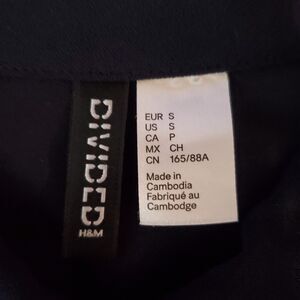 DIVIDED
H&M
EUR S
US S
CA P
MX CH
CN 165/88A
Made in
Cambodia
Fabriqué au
Cambodge